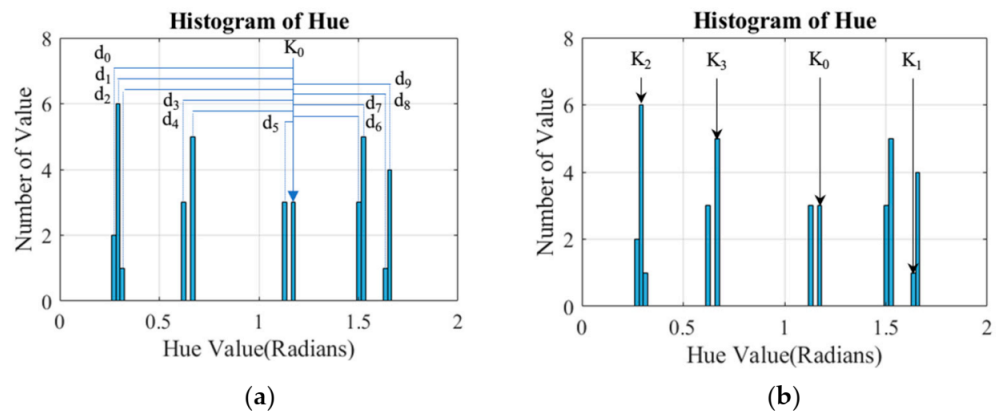 Histogram of Hue
8
6
4
2
0
Number of Value
d0
d1
d2
d3
d4
d5
K0
d9
d7
d8
d6
0 0.5 1 1.5 2
Hue Value(Radians)
(a)
Histogram of Hue
8
6
4
2
0
Number of Value
K2 K3 K0 K1
0 0.5 1 1.5 2
Hue Value(Radians)
(b)